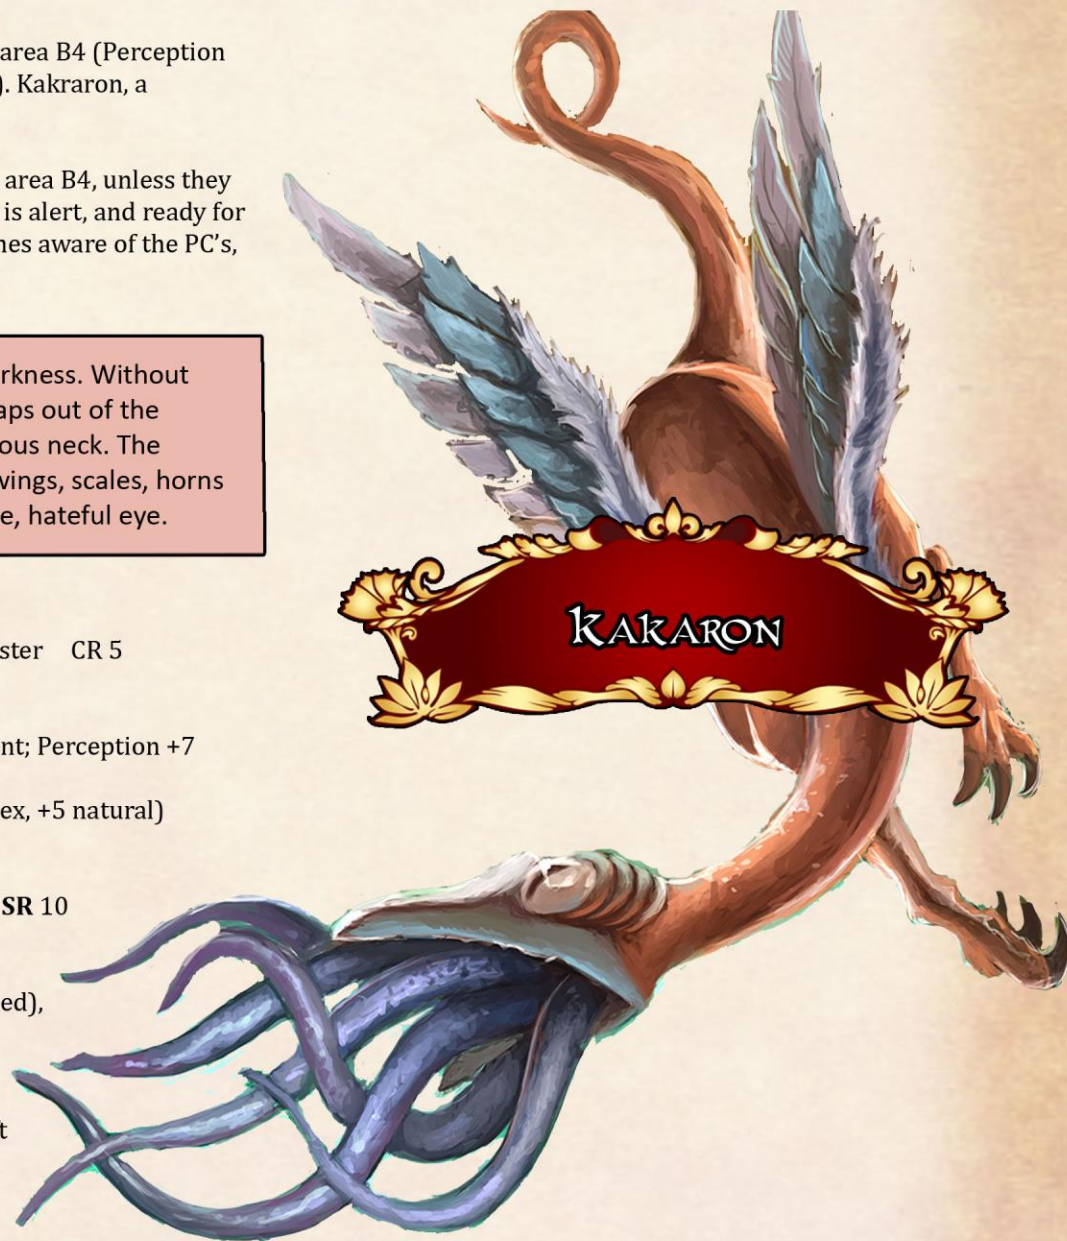 area B4 (Perception
). Kakraron, a
area B4, unless they
is alert, and ready for
nes aware of the PC’s,
rkness. Without
aps out of the
ous neck. The
wings, scales, horns
e, hateful eye.
KAKARON
ster CR 5
nt; Perception +7
ex, +5 natural)
SR 10
ed),
t